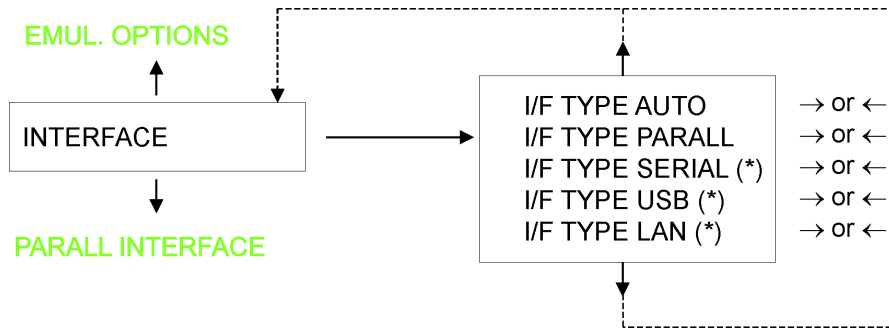 EMUL. OPTIONS
INTERFACE
PARALL INTERFACE
I/F TYPE AUTO → or ←
I/F TYPE PARALL → or ←
I/F TYPE SERIAL (*) → or ←
I/F TYPE USB (*) → or ←
I/F TYPE LAN (*) → or ←